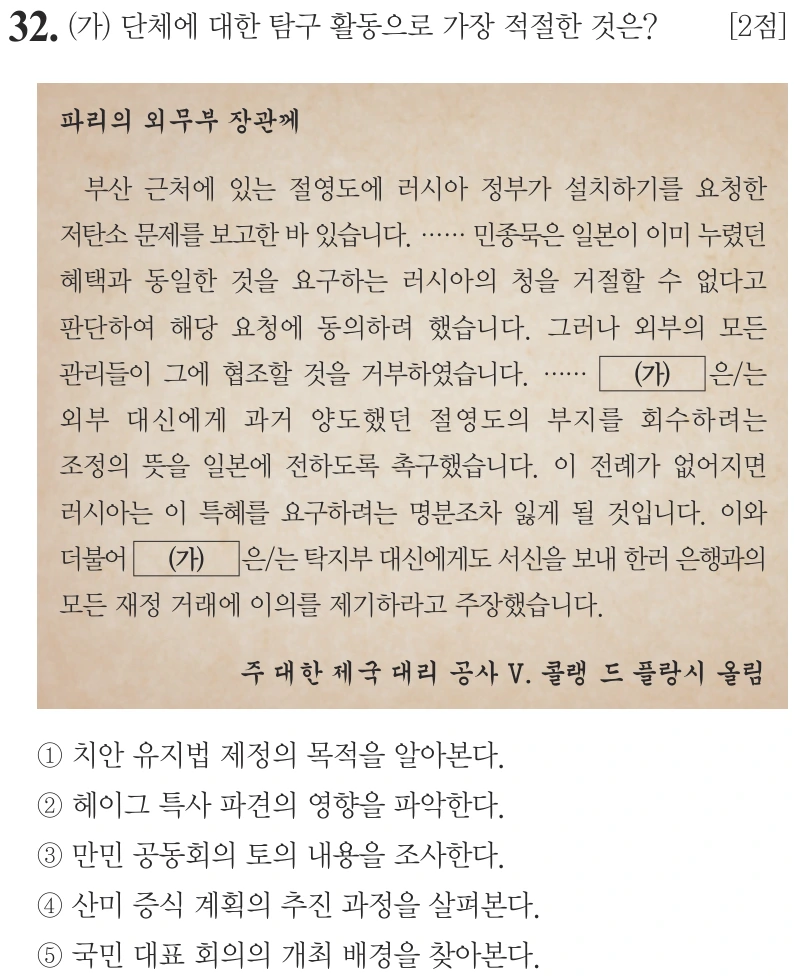 32. (가) 단체에 대한 탐구 활동으로 가장 적절한 것은? [2점]
파리의 외무부 장관께
부산 근처에 있는 절영도에 러시아 정부가 설치하기를 요청한
저탄소 문제를 보고한 바 있습니다. …… 민종묵은 일본이 이미 누렸던
혜택과 동일한 것을 요구하는 러시아의 청을 거절할 수 없다고
판단하여 해당 요청에 동의하려 했습니다. 그러나 외부의 모든
관리들이 그에 협조할 것을 거부하였습니다. …… (가) 은/는
외부 대신에게 과거 양도했던 절영도의 부지를 회수하려는
조정의 뜻을 일본에 전하도록 촉구했습니다. 이 전례가 없어지면
러시아는 이 특혜를 요구하려는 명분조차 잃게 될 것입니다. 이와
더불어 (가) 은/는 탁지부 대신에게도 서신을 보내 한러 은행과의
모든 재정 거래에 이의를 제기하라고 주장했습니다.
주 대한 제국 대리 공사 V. 콜랭 드 플랑시 올림
① 치안 유지법 제정의 목적을 알아본다.
② 헤이그 특사 파견의 영향을 파악한다.
③ 만민 공동회의 토의 내용을 조사한다.
④ 산미 증식 계획의 추진 과정을 살펴본다.
⑤ 국민 대표 회의의 개최 배경을 찾아본다.